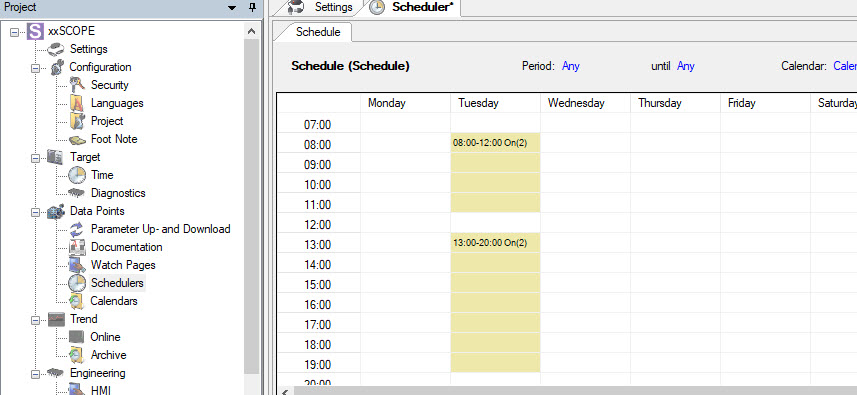 Project
xxSCOPE
Settings
Configuration
Security
Languages
Project
Foot Note
Target
Time
Diagnostics
Data Points
Parameter Up- and Download
Documentation
Watch Pages
Schedulers
Calendars
Trend
Online
Archive
Engineering
HMI
Settings Scheduler*
Schedule
Schedule (Schedule) Period: Any until Any Calendar: Caler
Monday Tuesday Wednesday Thursday Friday Saturday
07:00
08:00 08:00-12:00 On(2)
09:00
10:00
11:00
12:00
13:00 13:00-20:00 On(2)
14:00
15:00
16:00
17:00
18:00
19:00
20:00